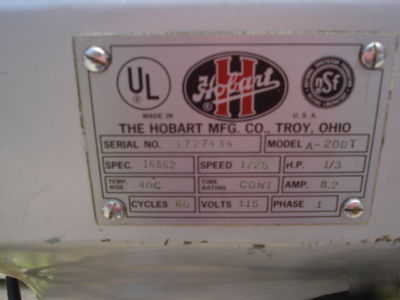 UL
Hobart
H
nsf
MADE IN U.S.A.
THE HOBART MFG. CO., TROY, OHIO
SERIAL NO. 1727434 MODEL A-200T
SPEC. 16862 SPEED 1725 H.P. 1/3
TEMP. RISE 40C TIME RATING CONT AMP. 8.2
CYCLES 60 VOLTS 115 PHASE 1